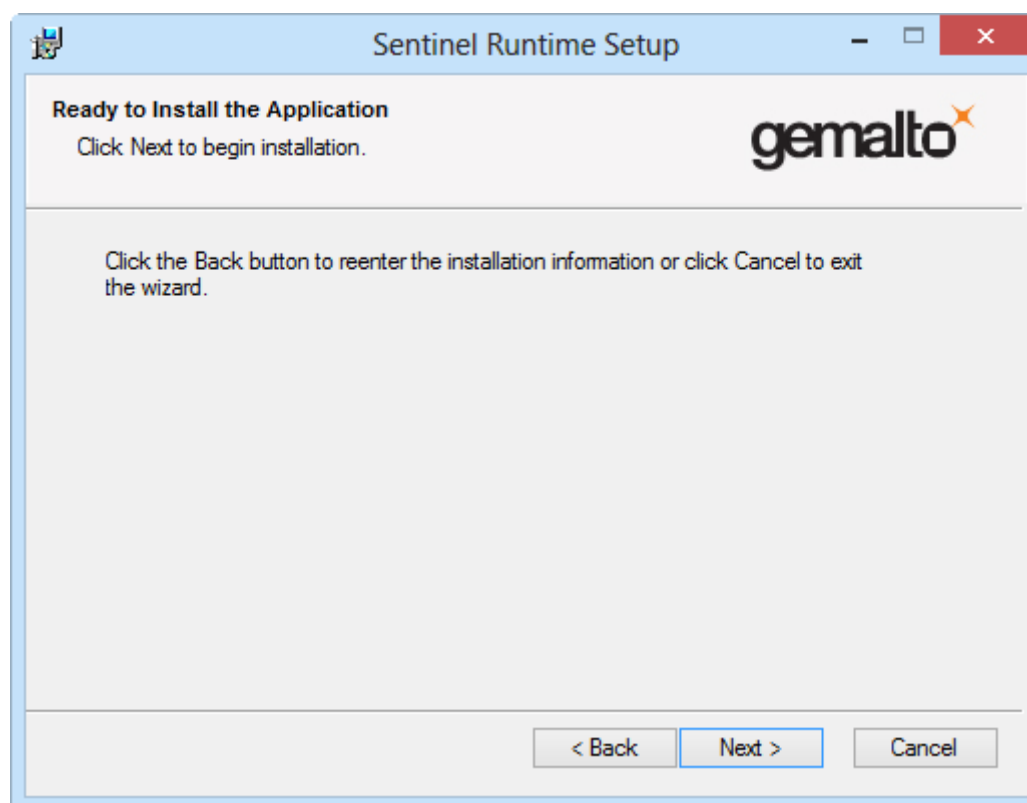 Sentinel Runtime Setup
Ready to Install the Application
Click Next to begin installation.
gemalto
Click the Back button to reenter the installation information or click Cancel to exit
the wizard.
< Back
Next >
Cancel